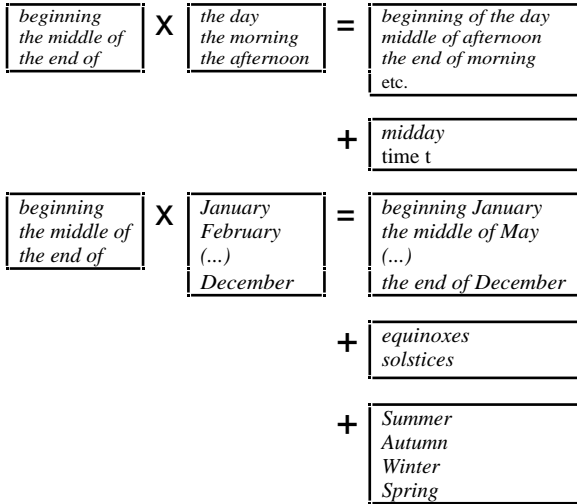 beginning
the middle of
the end of
X
the day
the morning
the afternoon
=
beginning of the day
middle of afternoon
the end of morning
etc.
+
midday
time t
beginning
the middle of
the end of
X
January
February
(...)
December
=
beginning January
the middle of May
(...)
the end of December
+
equinoxes
solstices
+
Summer
Autumn
Winter
Spring